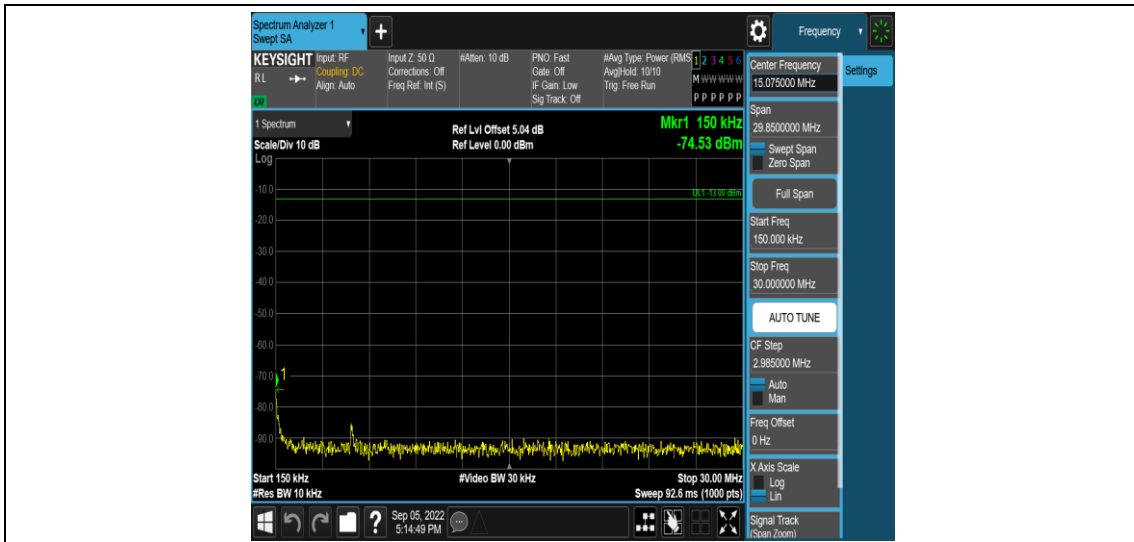 Spectrum Analyzer 1
Swept SA
+
Frequency
KEYSIGHT
RL
LXI
Input: RF
Coupling: DC
Align: Auto
Input Z: 50 Ω
Corrections: Off
Freq Ref: Int (S)
#Atten: 10 dB
PNO: Fast
Gate: Off
IF Gain: Low
Sig Track: Off
#Avg Type: Power (RMS
Avg|Hold: 10/10
Trig: Free Run
1 2 3 4 5 6
M W W W W W
P P P P P P
1 Spectrum
Scale/Div 10 dB
Ref Lvl Offset 5.04 dB
Ref Level 0.00 dBm
Mkr1 150 kHz
-74.53 dBm
Log
-10.0
DL1 -13.00 dBm
-20.0
-30.0
-40.0
-50.0
-60.0
-70.0
1
-80.0
-90.0
Start 150 kHz
#Video BW 30 kHz
Stop 30.00 MHz
#Res BW 10 kHz
Sweep 92.6 ms (1000 pts)
Center Frequency
15.075000 MHz
Settings
Span
29.8500000 MHz
Swept Span
Zero Span
Full Span
Start Freq
150.000 kHz
Stop Freq
30.000000 MHz
AUTO TUNE
CF Step
2.985000 MHz
Auto
Man
Freq Offset
0 Hz
X Axis Scale
Log
Lin
Signal Track
(Span Zoom)
?
Sep 05, 2022
5:14:49 PM